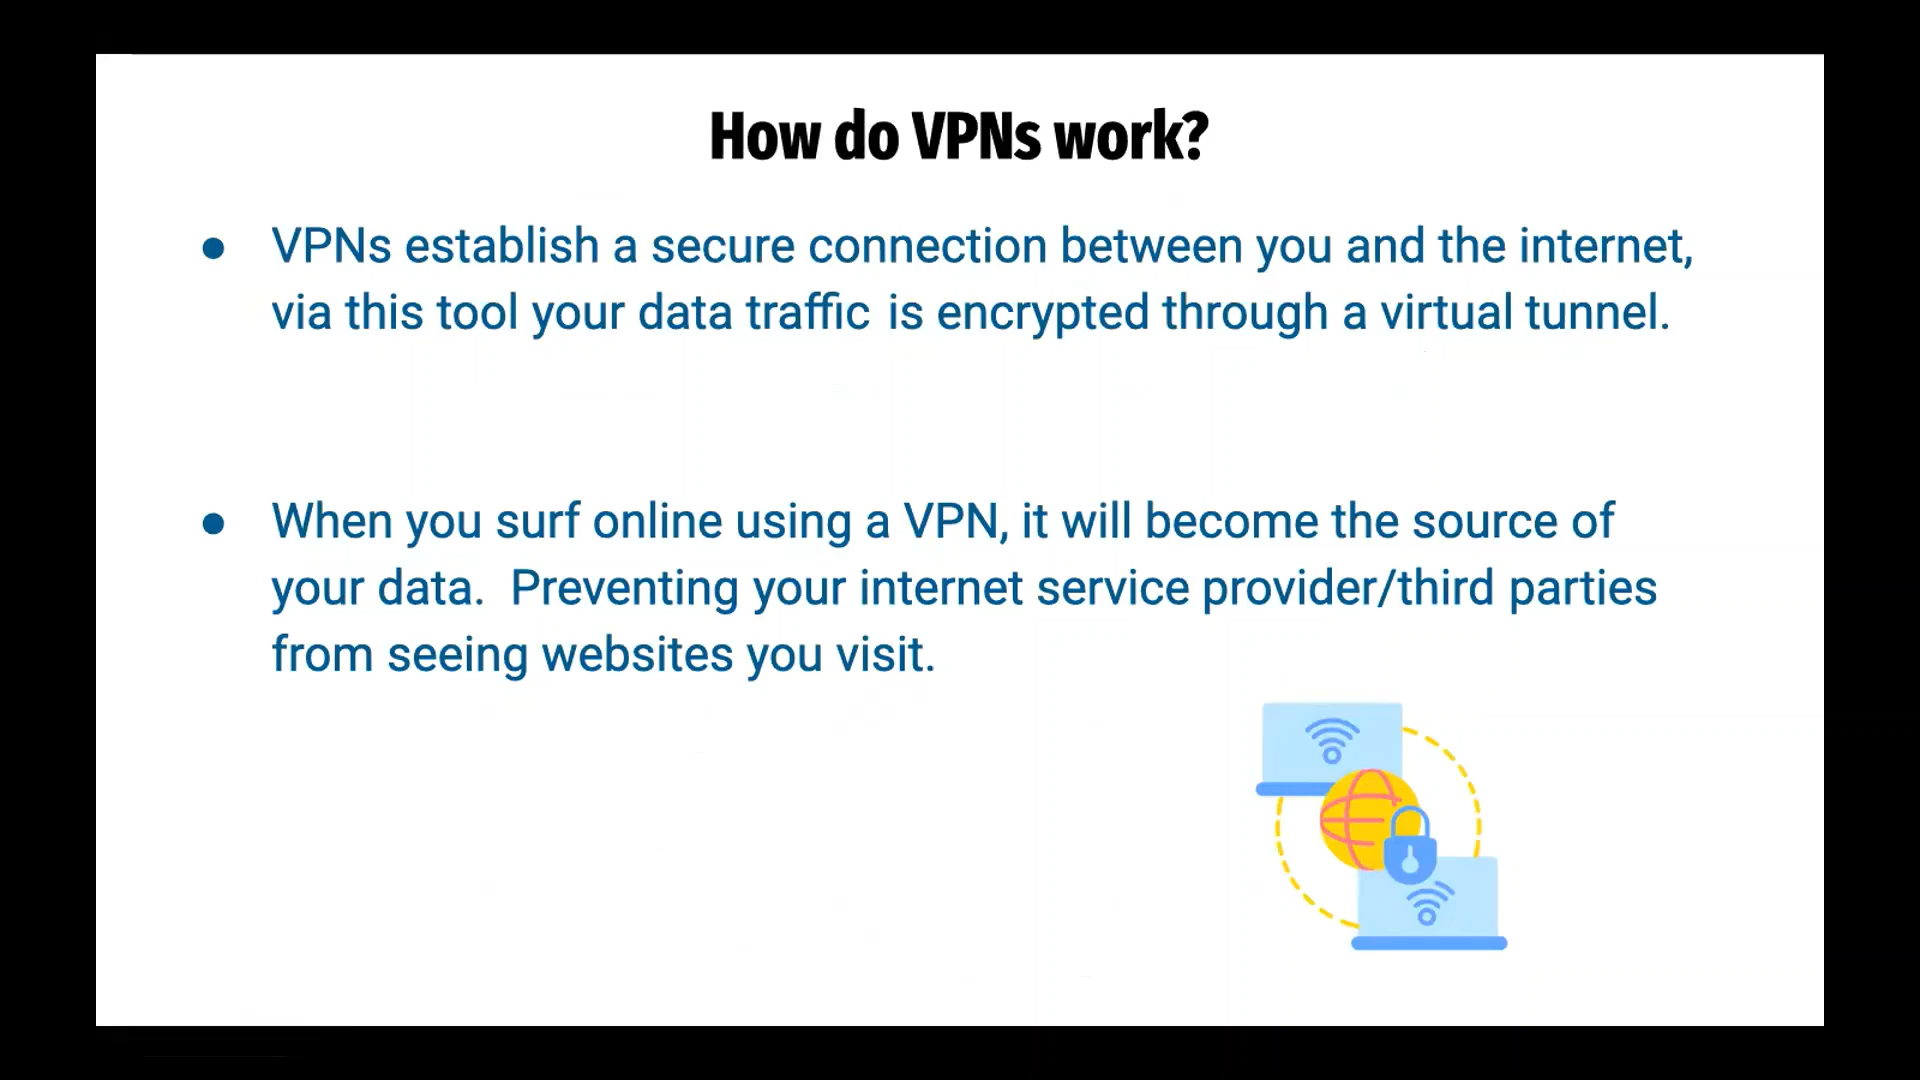 How do VPNs work?
● VPNs establish a secure connection between you and the internet,
via this tool your data traffic is encrypted through a virtual tunnel.
● When you surf online using a VPN, it will become the source of
your data.  Preventing your internet service provider/third parties
from seeing websites you visit.